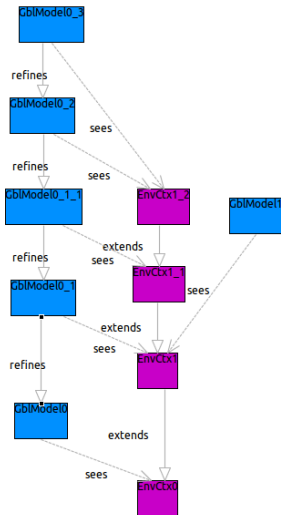 GblModel0_3
refines
GblModel0_2
sees
refines
sees
GblModel0_1_1
EnvCtx1_2
GblModel1
refines
extends
sees
GblModel0_1
EnvCtx1_1
sees
extends
sees
EnvCtx1
refines
GblModel0
extends
sees
EnvCtx0